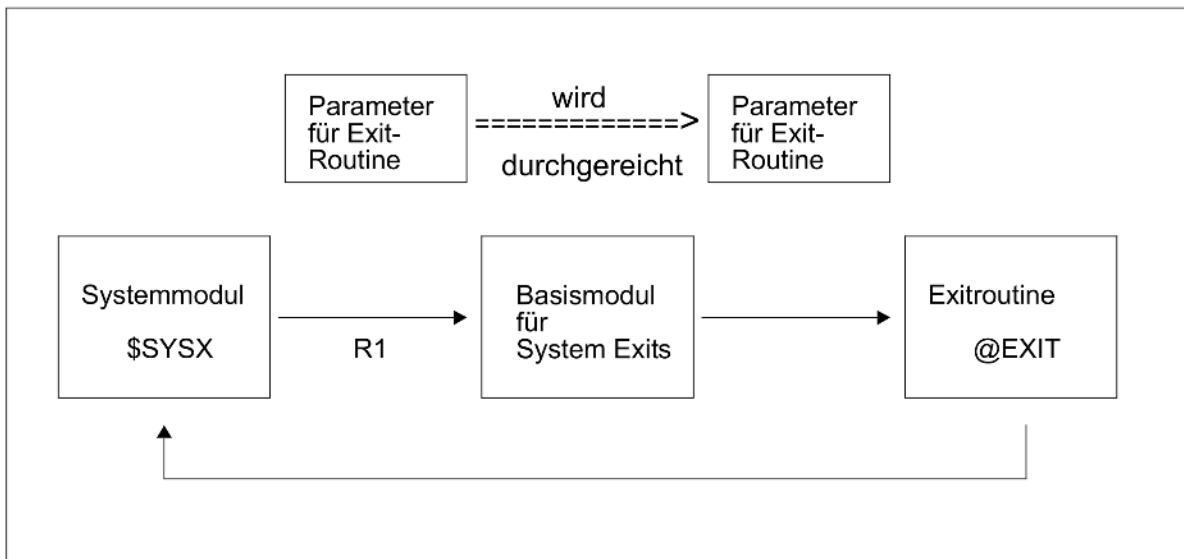 Parameter
für Exit-
Routine
wird
=============>
durchgereicht
Parameter
für Exit-
Routine
Systemmodul
$SYSX
R1
Basismodul
für
System Exits
Exitroutine
@EXIT